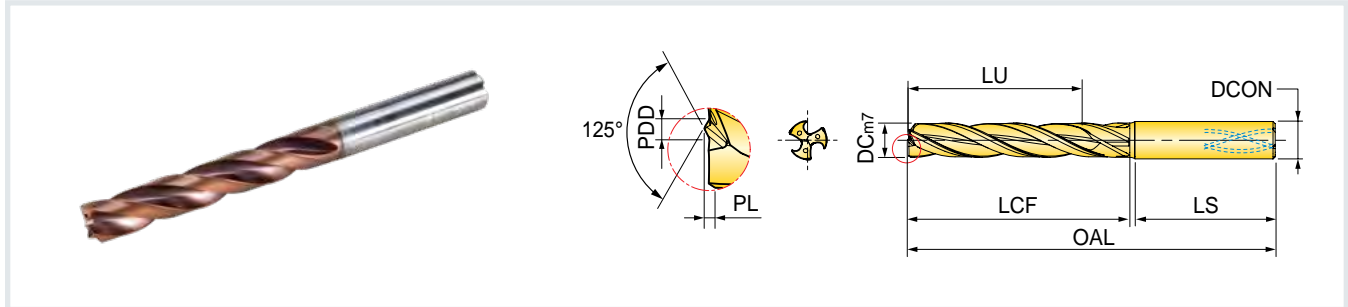 125°
PDD
PL
LU
DCON
DCm7
LCF
LS
OAL